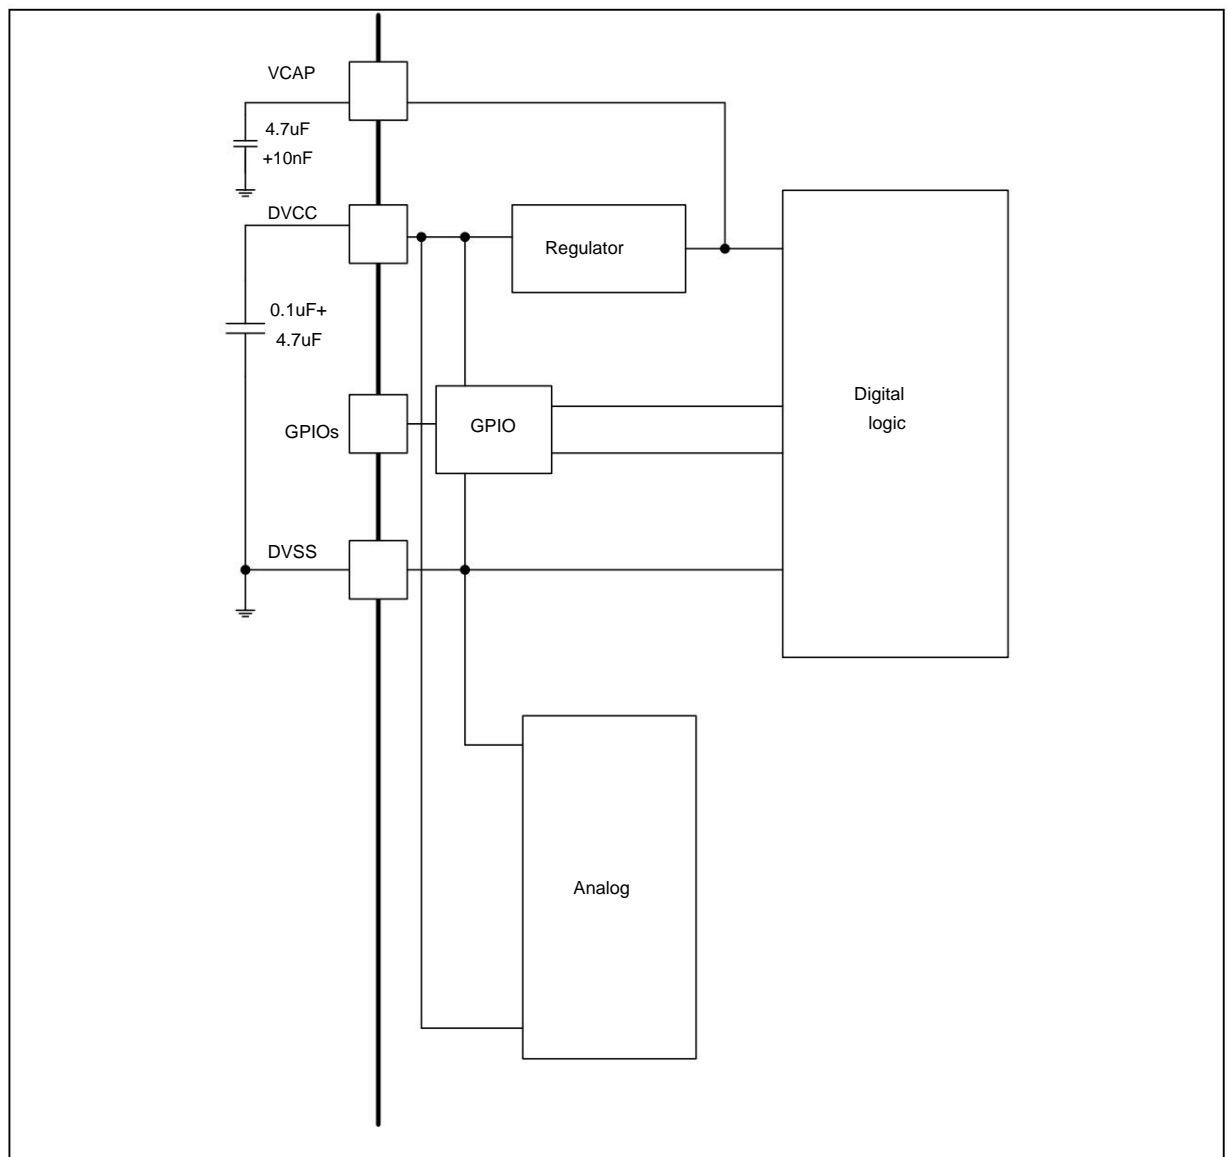 VCAP
4.7uF
+10nF
DVCC
Regulator
0.1uF+
4.7uF
Digital
logic
GPIOs
GPIO
DVSS
Analog